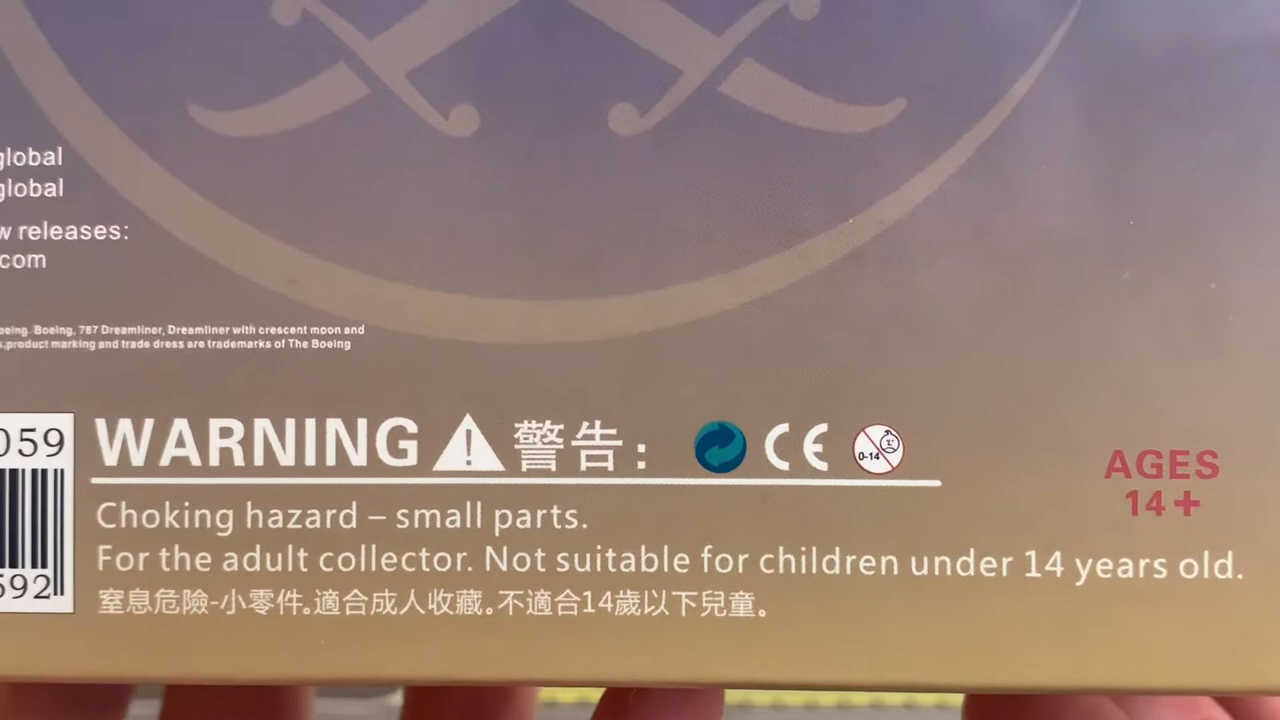 global
global
w releases:
com
oeing. Boeing, 787 Dreamliner, Dreamliner with crescent moon and
product marking and trade dress are trademarks of The Boeing
059
WARNING ! 警告：
CE
0-14
AGES
14+
592
Choking hazard – small parts.
For the adult collector. Not suitable for children under 14 years old.
窒息危險-小零件。適合成人收藏。不適合14歲以下兒童。